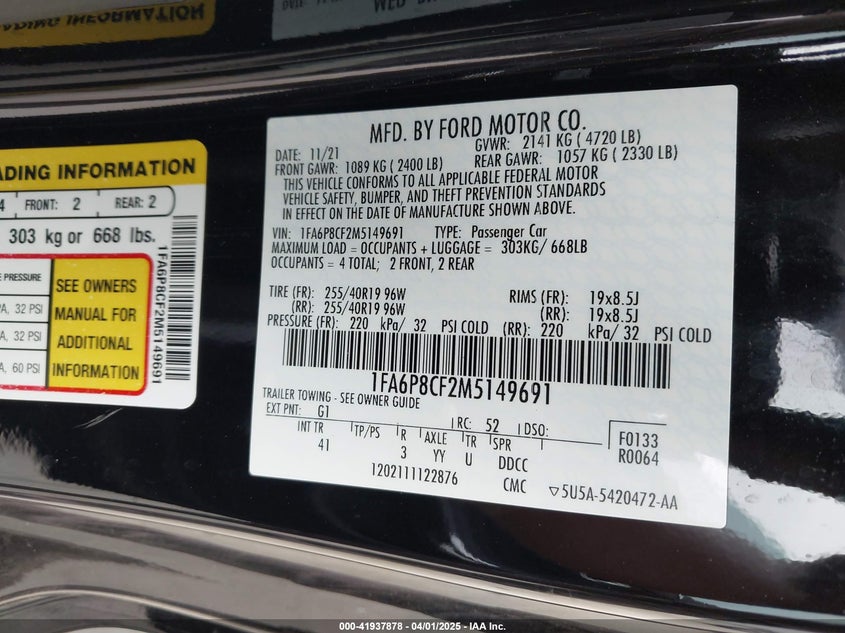 ADING INFORMATION
4 FRONT: 2 REAR: 2
303 kg or 668 lbs.
PRESSURE
A, 32 PSI
A, 32 PSI
A, 60 PSI
SEE OWNERS
MANUAL FOR
ADDITIONAL
INFORMATION
1FA6P8CF2M5149691
MFD. BY FORD MOTOR CO.
DATE: 11/21 GVWR: 2141 KG ( 4720 LB)
FRONT GAWR: 1089 KG ( 2400 LB) REAR GAWR: 1057 KG ( 2330 LB)
THIS VEHICLE CONFORMS TO ALL APPLICABLE FEDERAL MOTOR
VEHICLE SAFETY, BUMPER, AND THEFT PREVENTION STANDARDS
IN EFFECT ON THE DATE OF MANUFACTURE SHOWN ABOVE.
VIN: 1FA6P8CF2M5149691 TYPE: Passenger Car
MAXIMUM LOAD = OCCUPANTS + LUGGAGE = 303KG/ 668LB
OCCUPANTS = 4 TOTAL; 2 FRONT, 2 REAR
TIRE (FR): 255/40R19 96W RIMS (FR): 19x8.5J
(RR): 255/40R19 96W (RR): 19x8.5J
PRESSURE (FR): 220 kPa/ 32 PSI COLD (RR): 220 kPa/ 32 PSI COLD
1FA6P8CF2M5149691
TRAILER TOWING - SEE OWNER GUIDE
EXT PNT: G1 RC: 52 DSO:
INT TR TP/PS R AXLE TR SPR
41 3 YY U DDCC
1202111122876 CMC
F0133
R0064
▽5U5A-5420472-AA
000-41937878 - 04/01/2025 - IAA Inc.